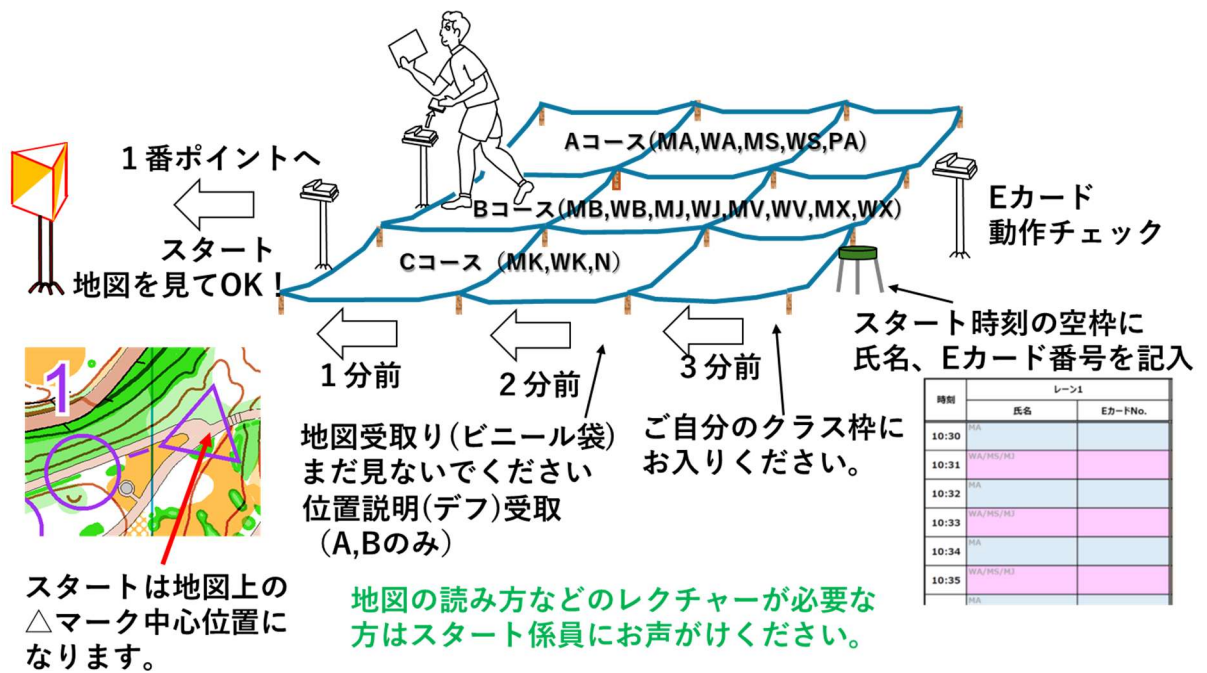 Aコース(MA,WA,MS,WS,PA)
Bコース(MB,WB,MJ,WJ,MV,WV,MX,WX)
Cコース（MK,WK,N）
Eカード
動作チェック
１番ポイントへ
スタート
地図を見てOK！
１分前
２分前
３分前
スタート時刻の空枠に
氏名、Eカード番号を記入
地図受取り(ビニール袋)
まだ見ないでください
位置説明(デフ)受取
（A,Bのみ）
ご自分のクラス枠に
お入りください。
1
スタートは地図上の
△マーク中心位置に
なります。
地図の読み方などのレクチャーが必要な
方はスタート係員にお声がけください。
時刻 レーン1
氏名 EカードNo.
10:30 MA
10:31 WA/MS/MJ
10:32 MA
10:33 WA/MS/MJ
10:34 MA
10:35 WA/MS/MJ
MA